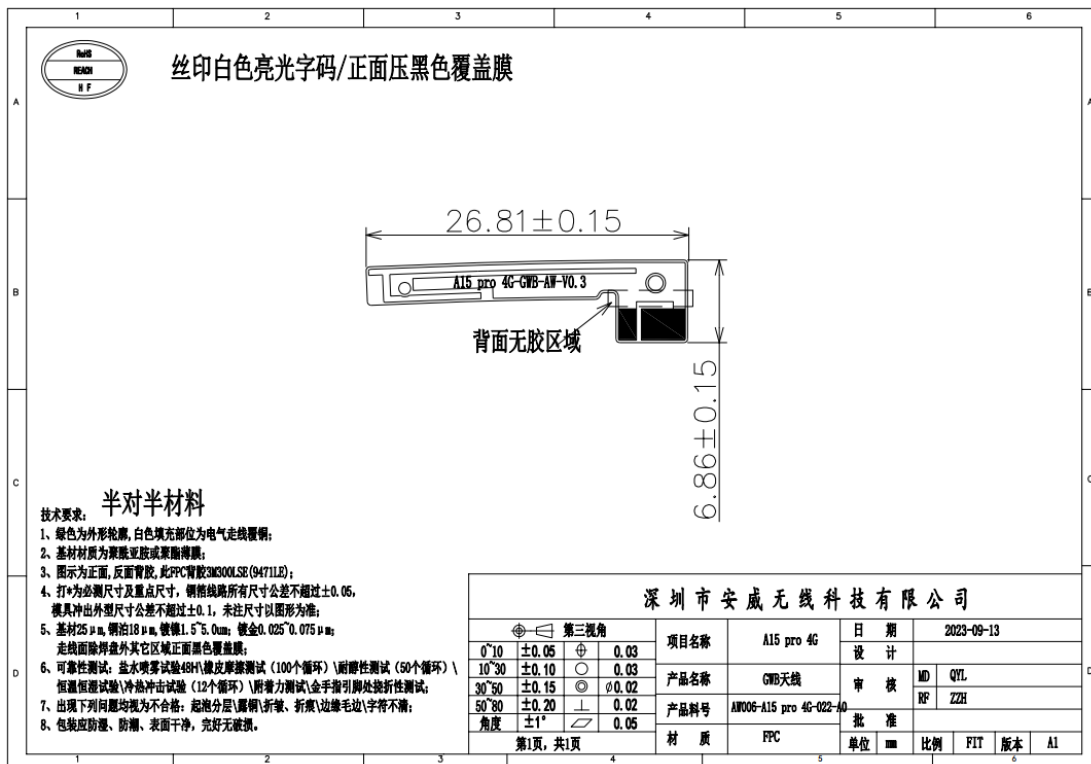 1 2 3 4 5 6
RoHS
REACH
H F
丝印白色亮光字码/正面压黑色覆盖膜
A A
26.81±0.15
A15 pro 4G-GWB-AW-V0.3
B B
背面无胶区域
6.86±0.15
C C
半对半材料
技术要求:
1、绿色为外形轮廓,白色填充部位为电气走线覆铜;
2、基材材质为聚酰亚胺或聚酯薄膜;
3、图示为正面,反面背胶,此FPC背胶3M300LSE(9471LE);
4、打*为必测尺寸及重点尺寸,铜箔线路所有尺寸公差不超过±0.05,
模具冲出外型尺寸公差不超过±0.1,未注尺寸以图形为准;
5、基材25μm,铜泊18μm,镀镍1.5~5.0um; 镀金0.025~0.075μm;
走线面除焊盘外其它区域正面黑色覆盖膜;
6、可靠性测试: 盐水喷雾试验48H\橡皮摩擦测试(100个循环)\耐醇性测试(50个循环)\
恒温恒湿试验\冷热冲击试验(12个循环)\附着力测试\金手指引脚处挠折性测试;
7、出现下列问题均视为不合格: 起泡分层\露铜\折皱、折痕\边缘毛边\字符不清;
8、包装应防湿、防潮、表面干净,完好无破损。
D D
深圳市安威无线科技有限公司
第三视角
0~10 ±0.05 0.03
10~30 ±0.10 0.03
30~50 ±0.15 ϕ0.02
50~80 ±0.20 0.02
角度 ±1° 0.05
第1页,共1页
项目名称 A15 pro 4G
产品名称 GWB天线
产品料号 AW006-A15 pro 4G-022-A0
材 质 FPC
日 期 2023-09-13
设 计
审 核 MD QYL
RF ZZH
批 准
单位 mm 比例 FIT 版本 A1
1 2 3 4 5 6